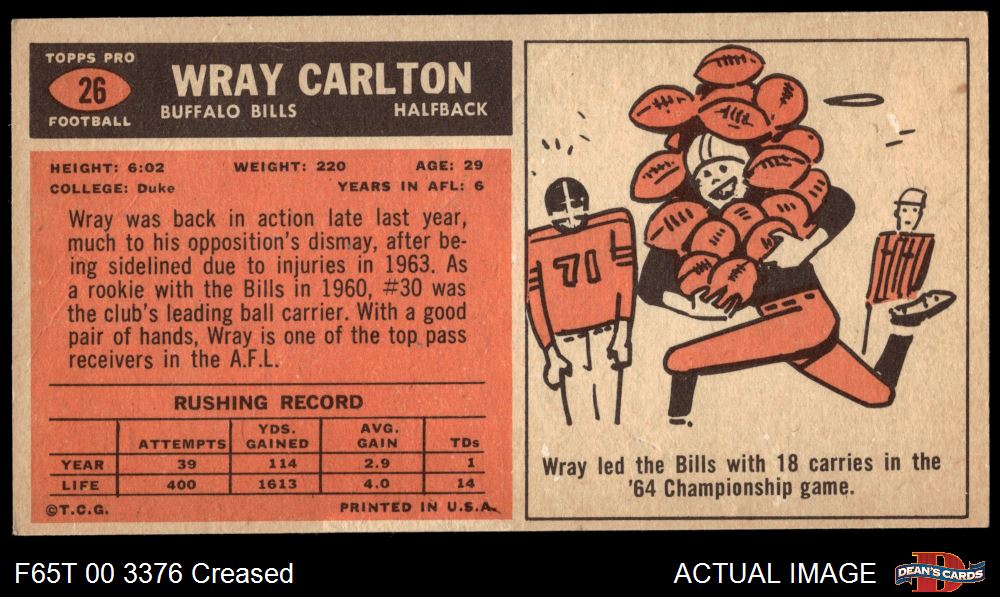 TOPPS PRO
26
FOOTBALL
WRAY CARLTON
BUFFALO BILLS HALFBACK
HEIGHT: 6:02 WEIGHT: 220 AGE: 29
COLLEGE: Duke YEARS IN AFL: 6
Wray was back in action late last year,
much to his opposition's dismay, after be-
ing sidelined due to injuries in 1963. As
a rookie with the Bills in 1960, #30 was
the club's leading ball carrier. With a good
pair of hands, Wray is one of the top pass
receivers in the A.F.L.
RUSHING RECORD
ATTEMPTS YDS. GAINED AVG. GAIN TDs
YEAR 39 114 2.9 1
LIFE 400 1613 4.0 14
©T.C.G. PRINTED IN U.S.A.
71
Wray led the Bills with 18 carries in the
'64 Championship game.
F65T 00 3376 Creased
ACTUAL IMAGE
DEAN'S CARDS